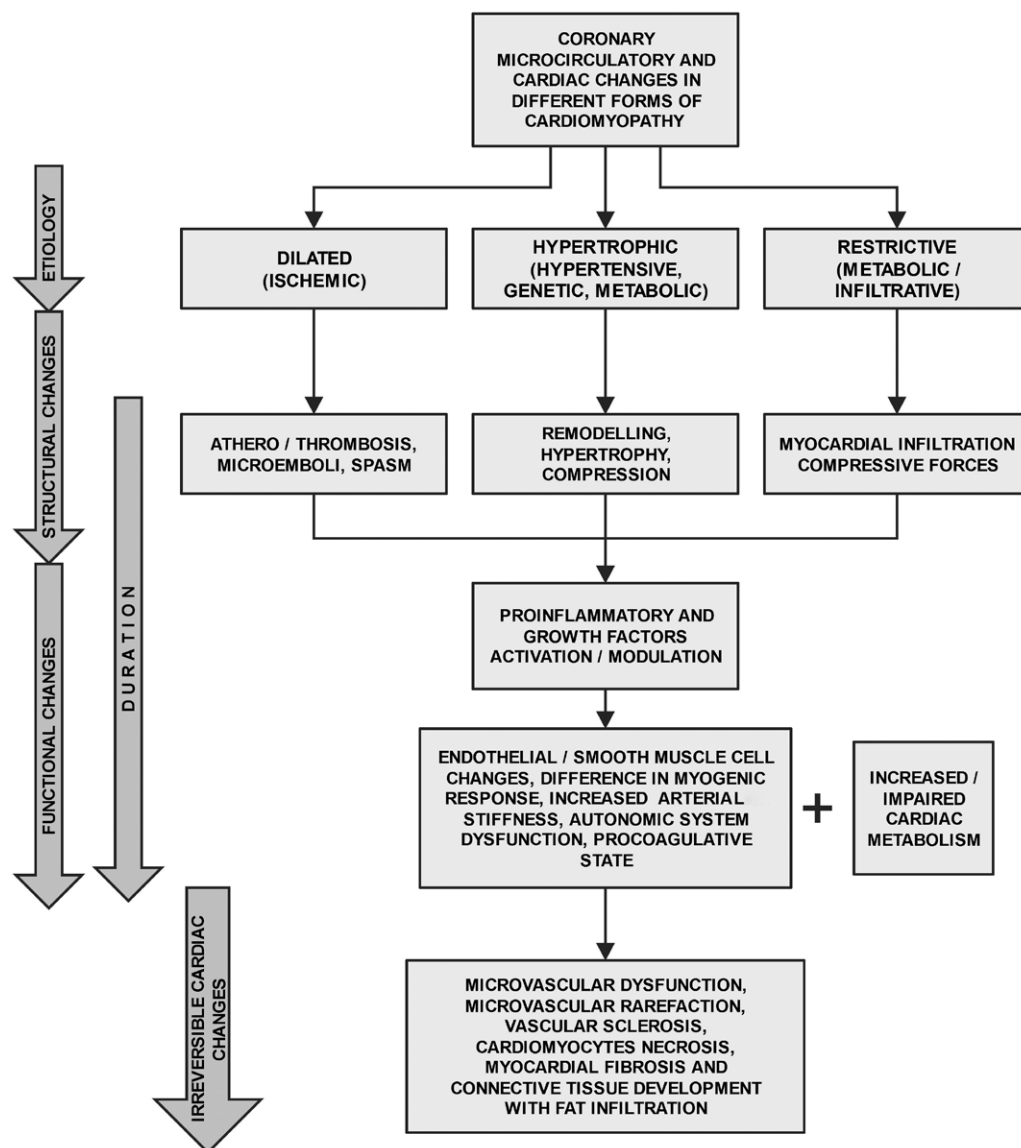 CORONARY
MICROCIRCULATORY AND
CARDIAC CHANGES IN
DIFFERENT FORMS OF
CARDIOMYOPATHY
ETIOLOGY
DILATED
(ISCHEMIC)
HYPERTROPHIC
(HYPERTENSIVE,
GENETIC, METABOLIC)
RESTRICTIVE
(METABOLIC /
INFILTRATIVE)
STRUCTURAL CHANGES
DURATION
ATHERO / THROMBOSIS,
MICROEMBOLI, SPASM
REMODELLING,
HYPERTROPHY,
COMPRESSION
MYOCARDIAL INFILTRATION
COMPRESSIVE FORCES
FUNCTIONAL CHANGES
PROINFLAMMATORY AND
GROWTH FACTORS
ACTIVATION / MODULATION
ENDOTHELIAL / SMOOTH MUSCLE CELL
CHANGES, DIFFERENCE IN MYOGENIC
RESPONSE, INCREASED ARTERIAL
STIFFNESS, AUTONOMIC SYSTEM
DYSFUNCTION, PROCOAGULATIVE
STATE
+
INCREASED /
IMPAIRED
CARDIAC
METABOLISM
IRREVERSIBLE CARDIAC
CHANGES
MICROVASCULAR DYSFUNCTION,
MICROVASCULAR RAREFACTION,
VASCULAR SCLEROSIS,
CARDIOMYOCYTES NECROSIS,
MYOCARDIAL FIBROSIS AND
CONNECTIVE TISSUE DEVELOPMENT
WITH FAT INFILTRATION